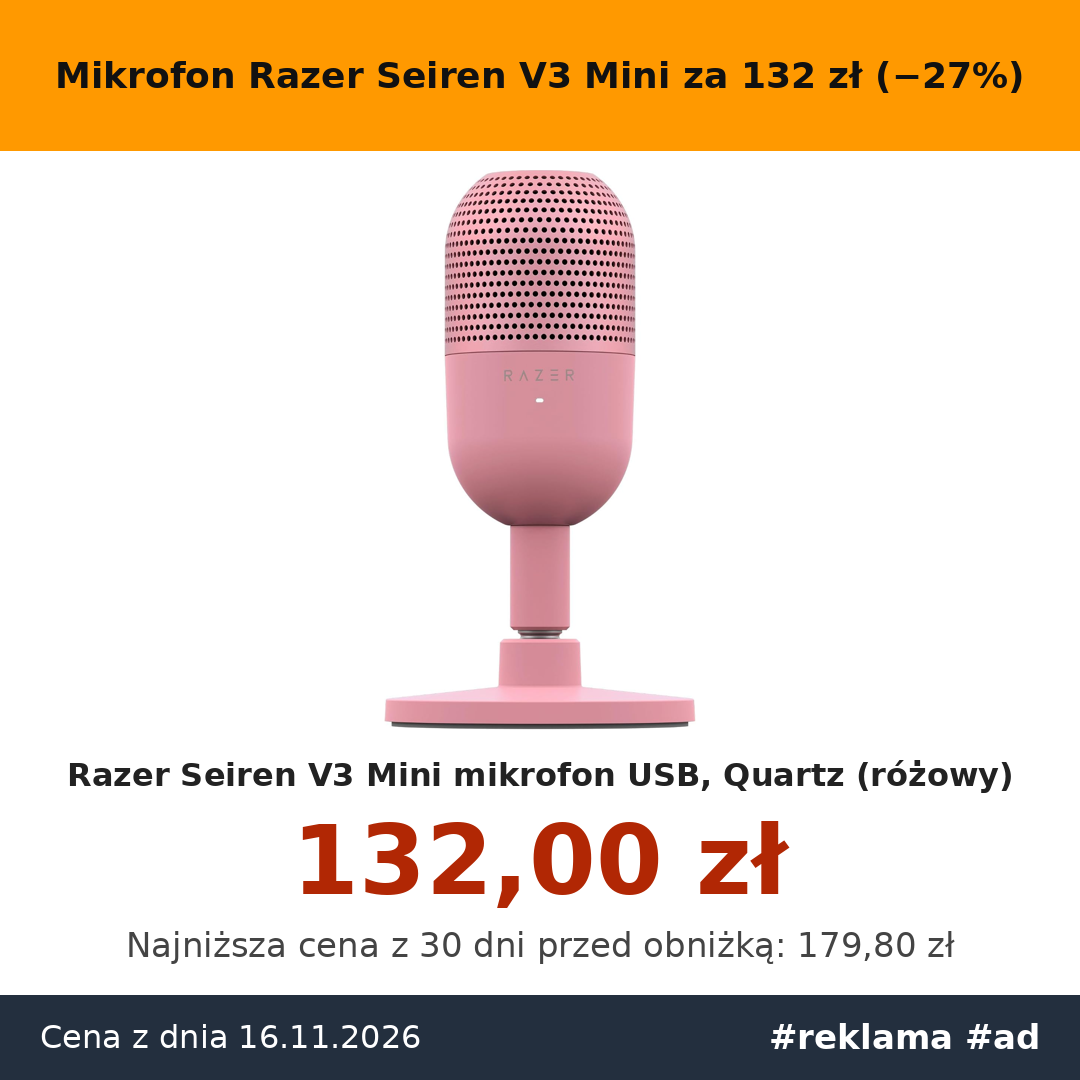 Mikrofon Razer Seiren V3 Mini za 132 zł (−27%)
RAZER
Razer Seiren V3 Mini mikrofon USB, Quartz (różowy)
132,00 zł
Najniższa cena z 30 dni przed obniżką: 179,80 zł
Cena z dnia 16.11.2026
#reklama #ad